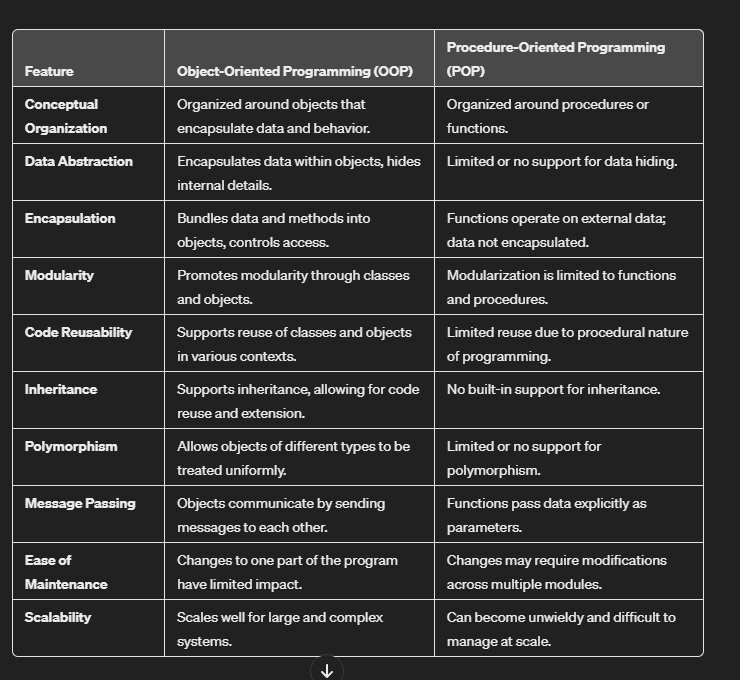 Feature
Object-Oriented Programming (OOP)
Procedure-Oriented Programming
(POP)
Conceptual
Organization
Organized around objects that
encapsulate data and behavior.
Organized around procedures or
functions.
Data Abstraction
Encapsulates data within objects, hides
internal details.
Limited or no support for data hiding.
Encapsulation
Bundles data and methods into
objects, controls access.
Functions operate on external data;
data not encapsulated.
Modularity
Promotes modularity through classes
and objects.
Modularization is limited to functions
and procedures.
Code Reusability
Supports reuse of classes and objects
in various contexts.
Limited reuse due to procedural nature
of programming.
Inheritance
Supports inheritance, allowing for code
reuse and extension.
No built-in support for inheritance.
Polymorphism
Allows objects of different types to be
treated uniformly.
Limited or no support for
polymorphism.
Message Passing
Objects communicate by sending
messages to each other.
Functions pass data explicitly as
parameters.
Ease of
Maintenance
Changes to one part of the program
have limited impact.
Changes may require modifications
across multiple modules.
Scalability
Scales well for large and complex
systems.
Can become unwieldy and difficult to
manage at scale.